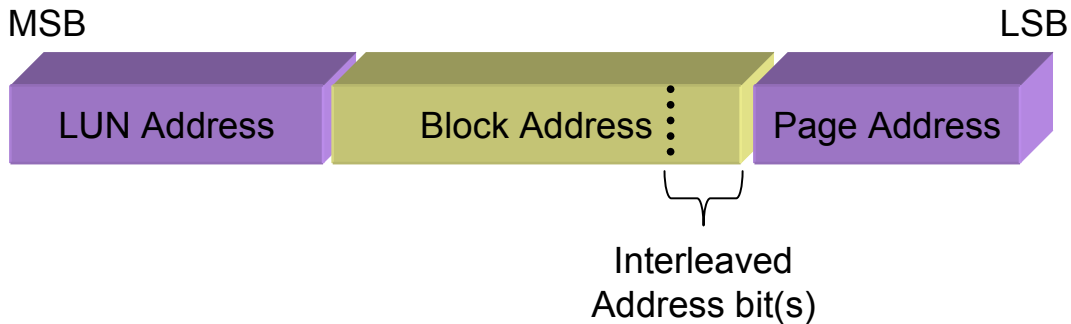 MSB
LSB
LUN Address
Block Address
Page Address
Interleaved
Address bit(s)